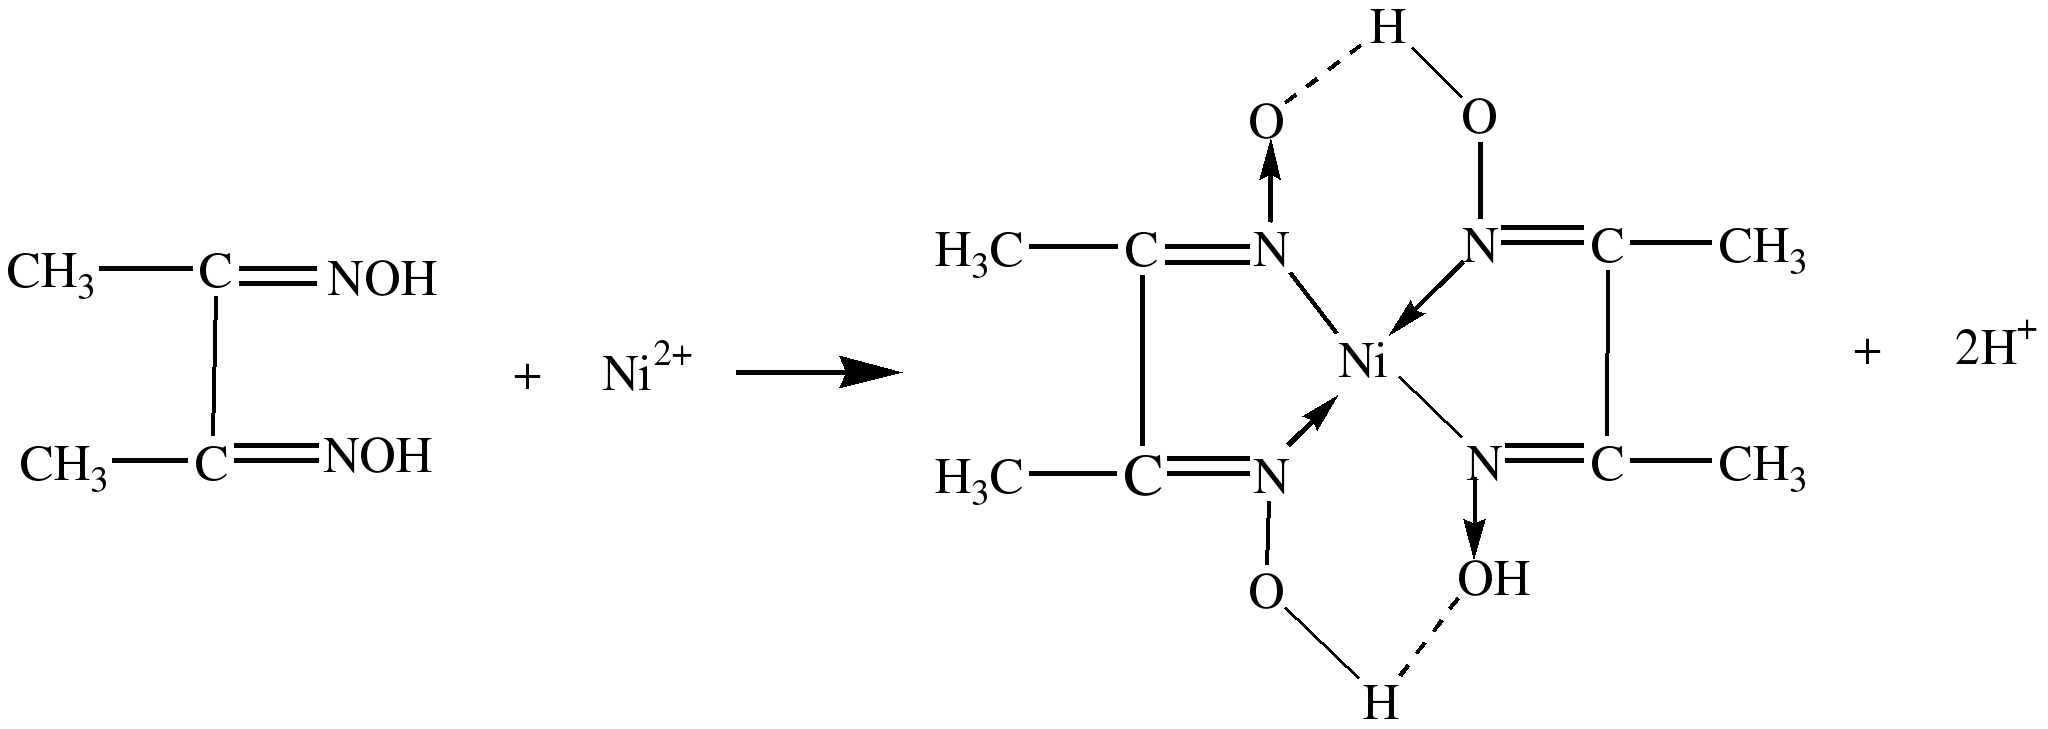 H
O O
H₃C C N N C CH₃
CH₃ C NOH
+ Ni²⁺ Ni + 2H⁺
CH₃ C NOH
H₃C C N N C CH₃
O OH
H